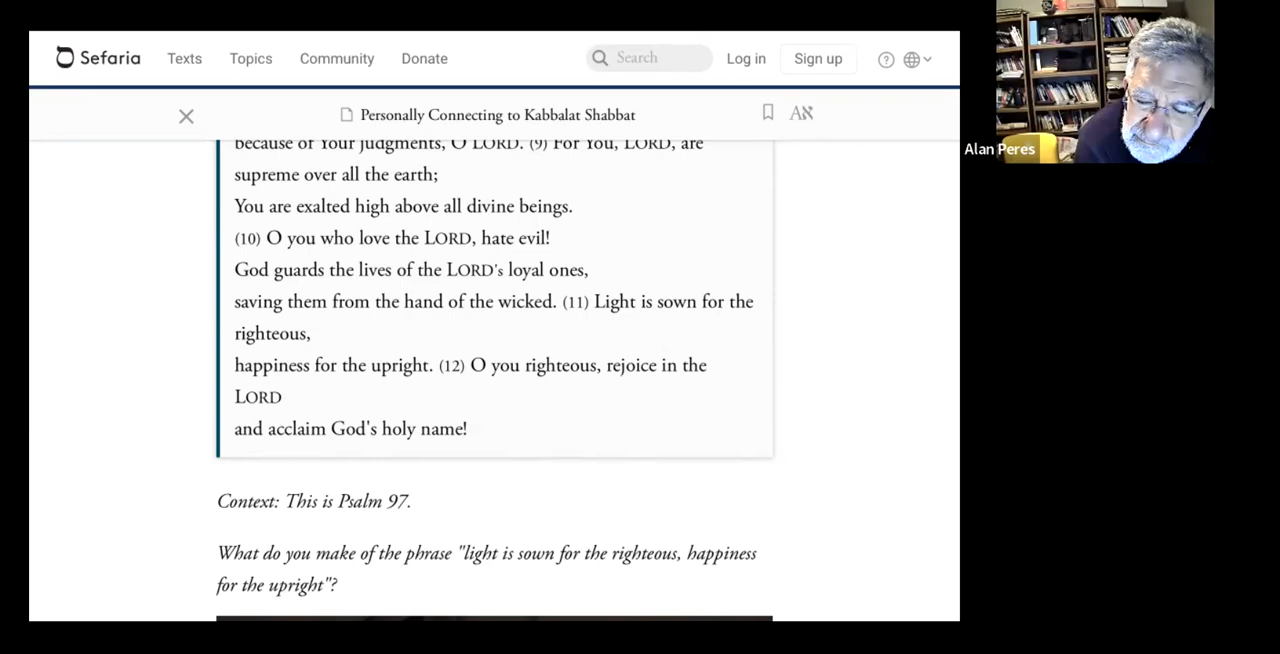 Sefaria Texts Topics Community Donate Search Log in Sign up
Personally Connecting to Kabbalat Shabbat Aא
because of Your judgments, O LORD. (9) For You, LORD, are
supreme over all the earth;
You are exalted high above all divine beings.
(10) O you who love the LORD, hate evil!
God guards the lives of the LORD's loyal ones,
saving them from the hand of the wicked. (11) Light is sown for the
righteous,
happiness for the upright. (12) O you righteous, rejoice in the
LORD
and acclaim God's holy name!
Context: This is Psalm 97.
What do you make of the phrase "light is sown for the righteous, happiness
for the upright"?
Alan Peres